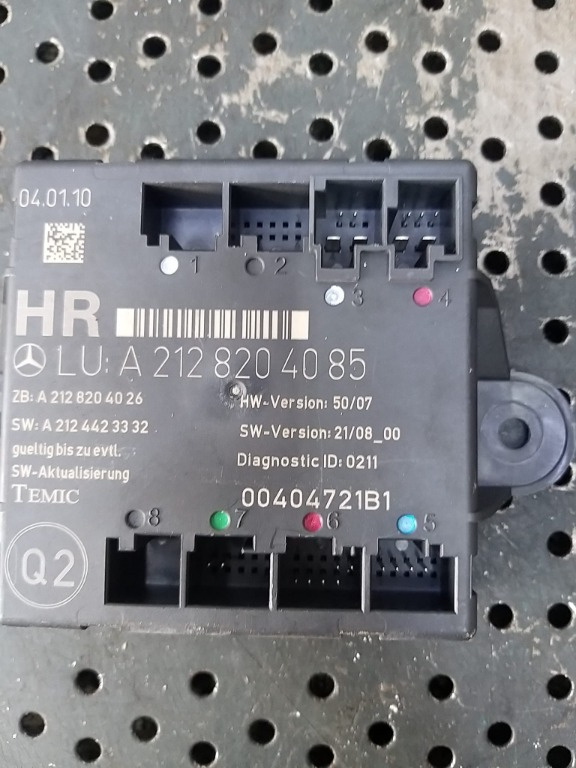 04.01.10
1 2 3 4
HR
LU: A 212 820 40 85
ZB: A 212 820 40 26
HW-Version: 50/07
SW: A 212 442 33 32
SW-Version: 21/08_00
gueltig bis zu evtl.
SW-Aktualisierung
Diagnostic ID: 0211
TEMIC
00404721B1
8 7 6 5
Q2